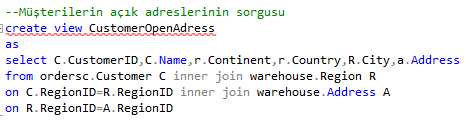 --Müşterilerin açık adreslerinin sorgusu
create view CustomerOpenAdress
as
select C.CustomerID,C.Name,r.Continent,r.Country,R.City,a.Address
from ordersc.Customer C inner join warehouse.Region R
on C.RegionID=R.RegionID inner join warehouse.Address A
on R.RegionID=A.RegionID